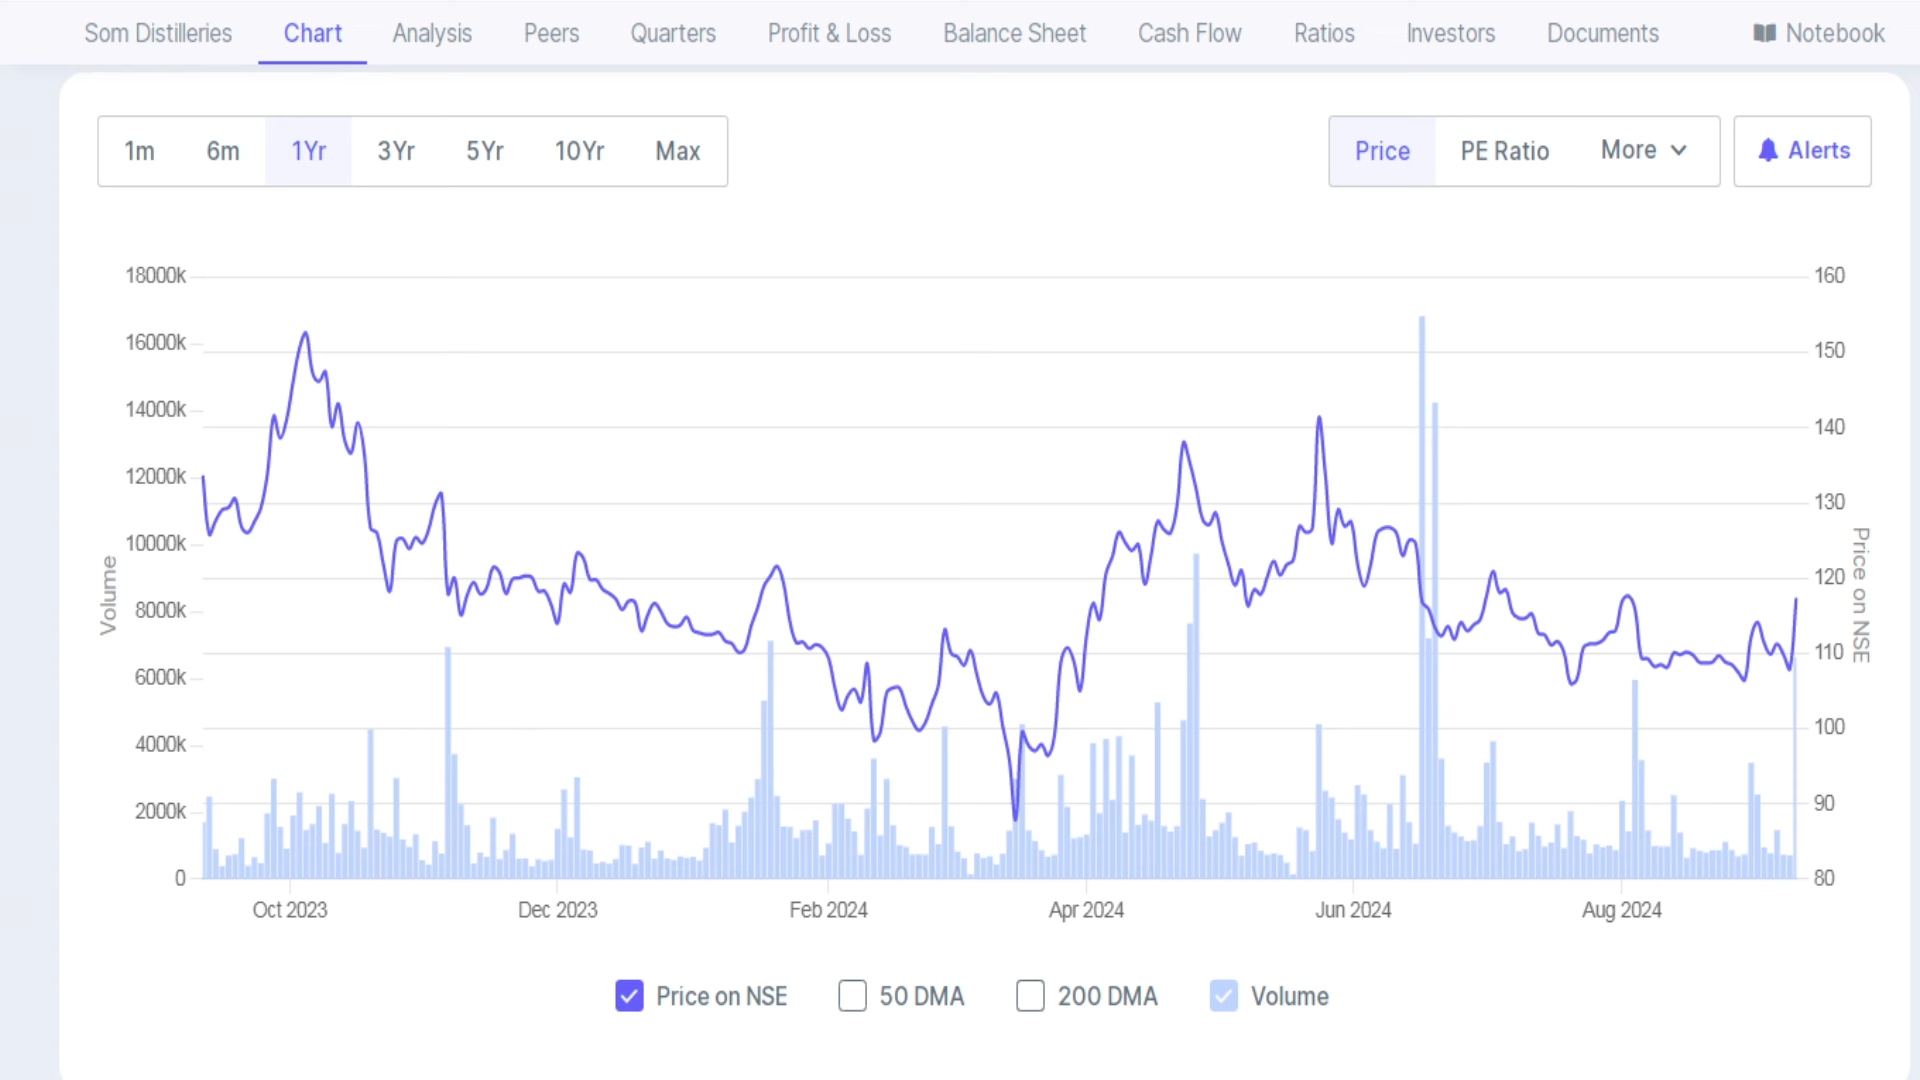 Som Distilleries Chart Analysis Peers Quarters Profit & Loss Balance Sheet Cash Flow Ratios Investors Documents Notebook
1m 6m 1Yr 3Yr 5Yr 10Yr Max Price PE Ratio More Alerts
18000k 160
16000k 150
14000k 140
12000k 130
10000k 120
8000k 110
6000k 100
4000k 90
2000k 80
0
Volume
Price on NSE
Oct 2023 Dec 2023 Feb 2024 Apr 2024 Jun 2024 Aug 2024
Price on NSE 50 DMA 200 DMA Volume